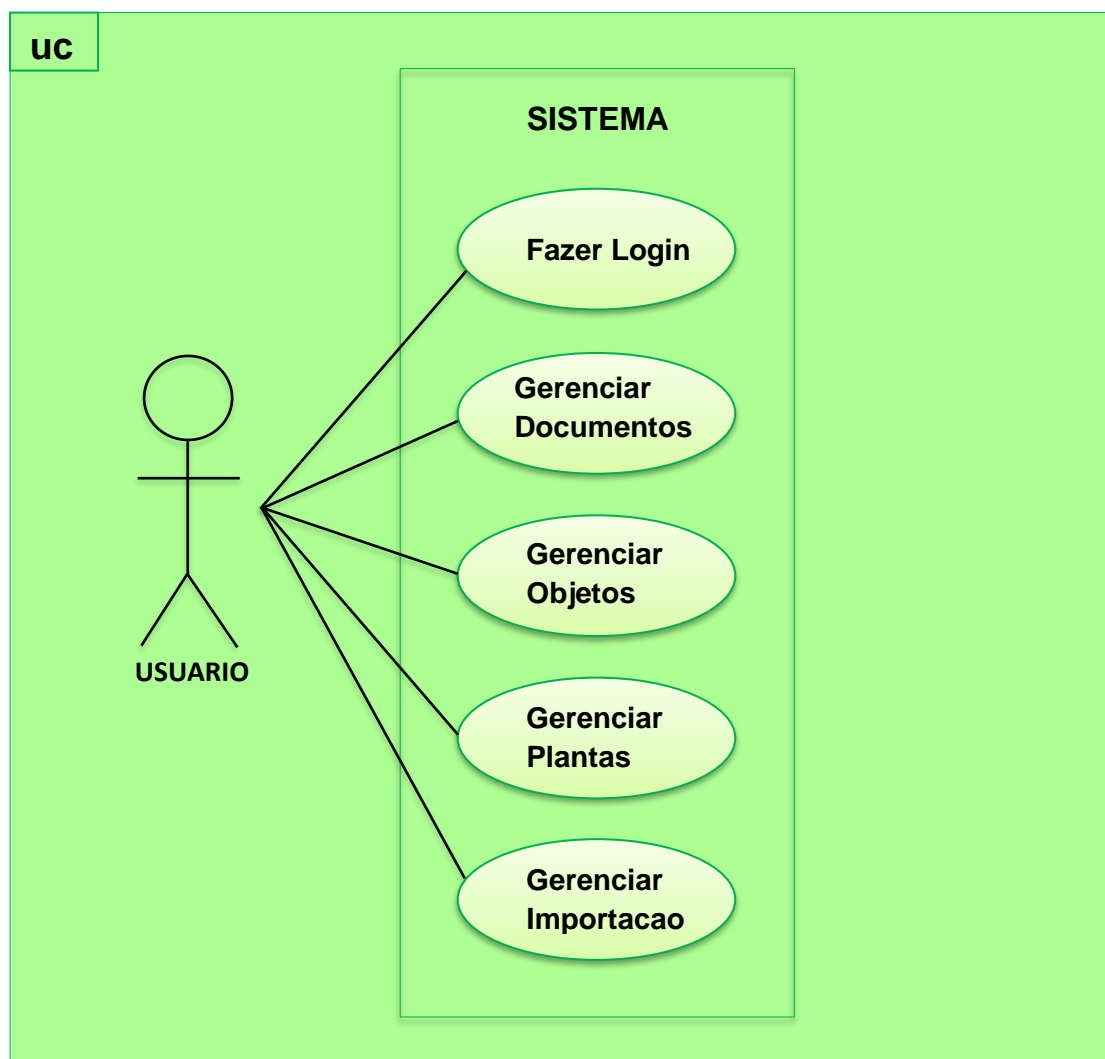 uc
SISTEMA
Fazer Login
Gerenciar
Documentos
Gerenciar
Objetos
USUARIO
Gerenciar
Plantas
Gerenciar
Importacao